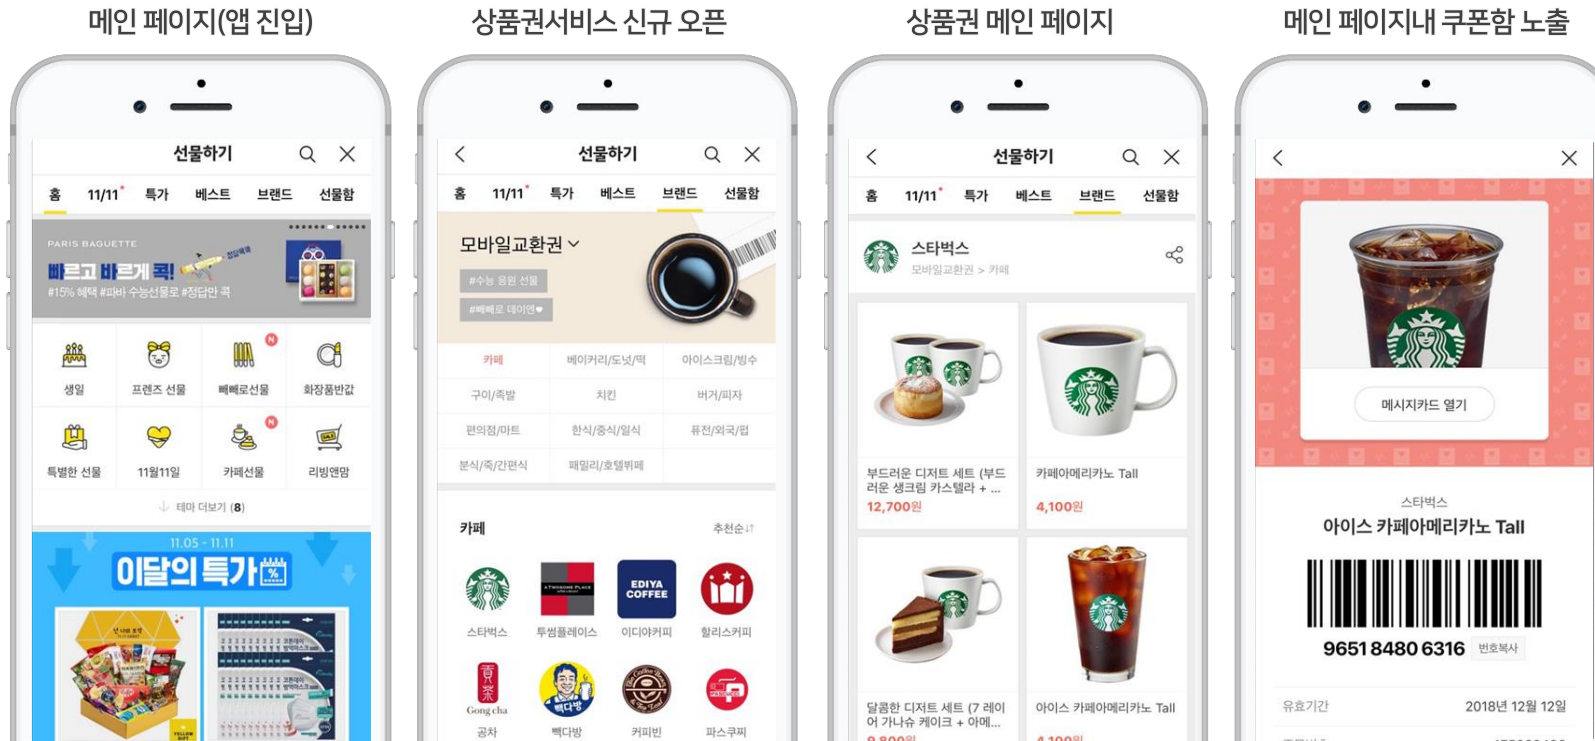 메인 페이지(앱 진입)
선물하기
홈 11/11 특가 베스트 브랜드 선물함
PARIS BAGUETTE
빠르고 바르게 콕!
#15% 혜택 #파바 수능선물로 #정답만 콕
생일 프렌즈 선물 빼빼로선물 화장품반값
N
N
특별한 선물 11월11일 카페선물 리빙앤맘
테마 더보기 (8)
11.05 - 11.11
이달의 특가
상품권서비스 신규 오픈
선물하기
홈 11/11 특가 베스트 브랜드 선물함
모바일교환권
#수능 응원 선물
#빼빼로 데이엔
카페 베이커리/도넛/떡 아이스크림/빙수
구이/족발 치킨 버거/피자
편의점/마트 한식/중식/일식 퓨전/외국/펍
분식/죽/간편식 패밀리/호텔뷔페
카페 추천순
A TWOSOME PLACE
EDIYA
COFFEE
스타벅스 투썸플레이스 이디야커피 할리스커피
貢茶
Gong cha
빽다방
공차 빽다방 커피빈 파스쿠찌
상품권 메인 페이지
선물하기
홈 11/11 특가 베스트 브랜드 선물함
스타벅스
모바일교환권 > 카페
부드러운 디저트 세트 (부드
러운 생크림 카스텔라 + ...
12,700원
카페아메리카노 Tall
4,100원
달콤한 디저트 세트 (7 레이
어 가나슈 케이크 + 아메...
9,800원
아이스 카페아메리카노 Tall
4,100원
메인 페이지내 쿠폰함 노출
메시지카드 열기
스타벅스
아이스 카페아메리카노 Tall
9651 8480 6316 번호복사
유효기간 2018년 12월 12일